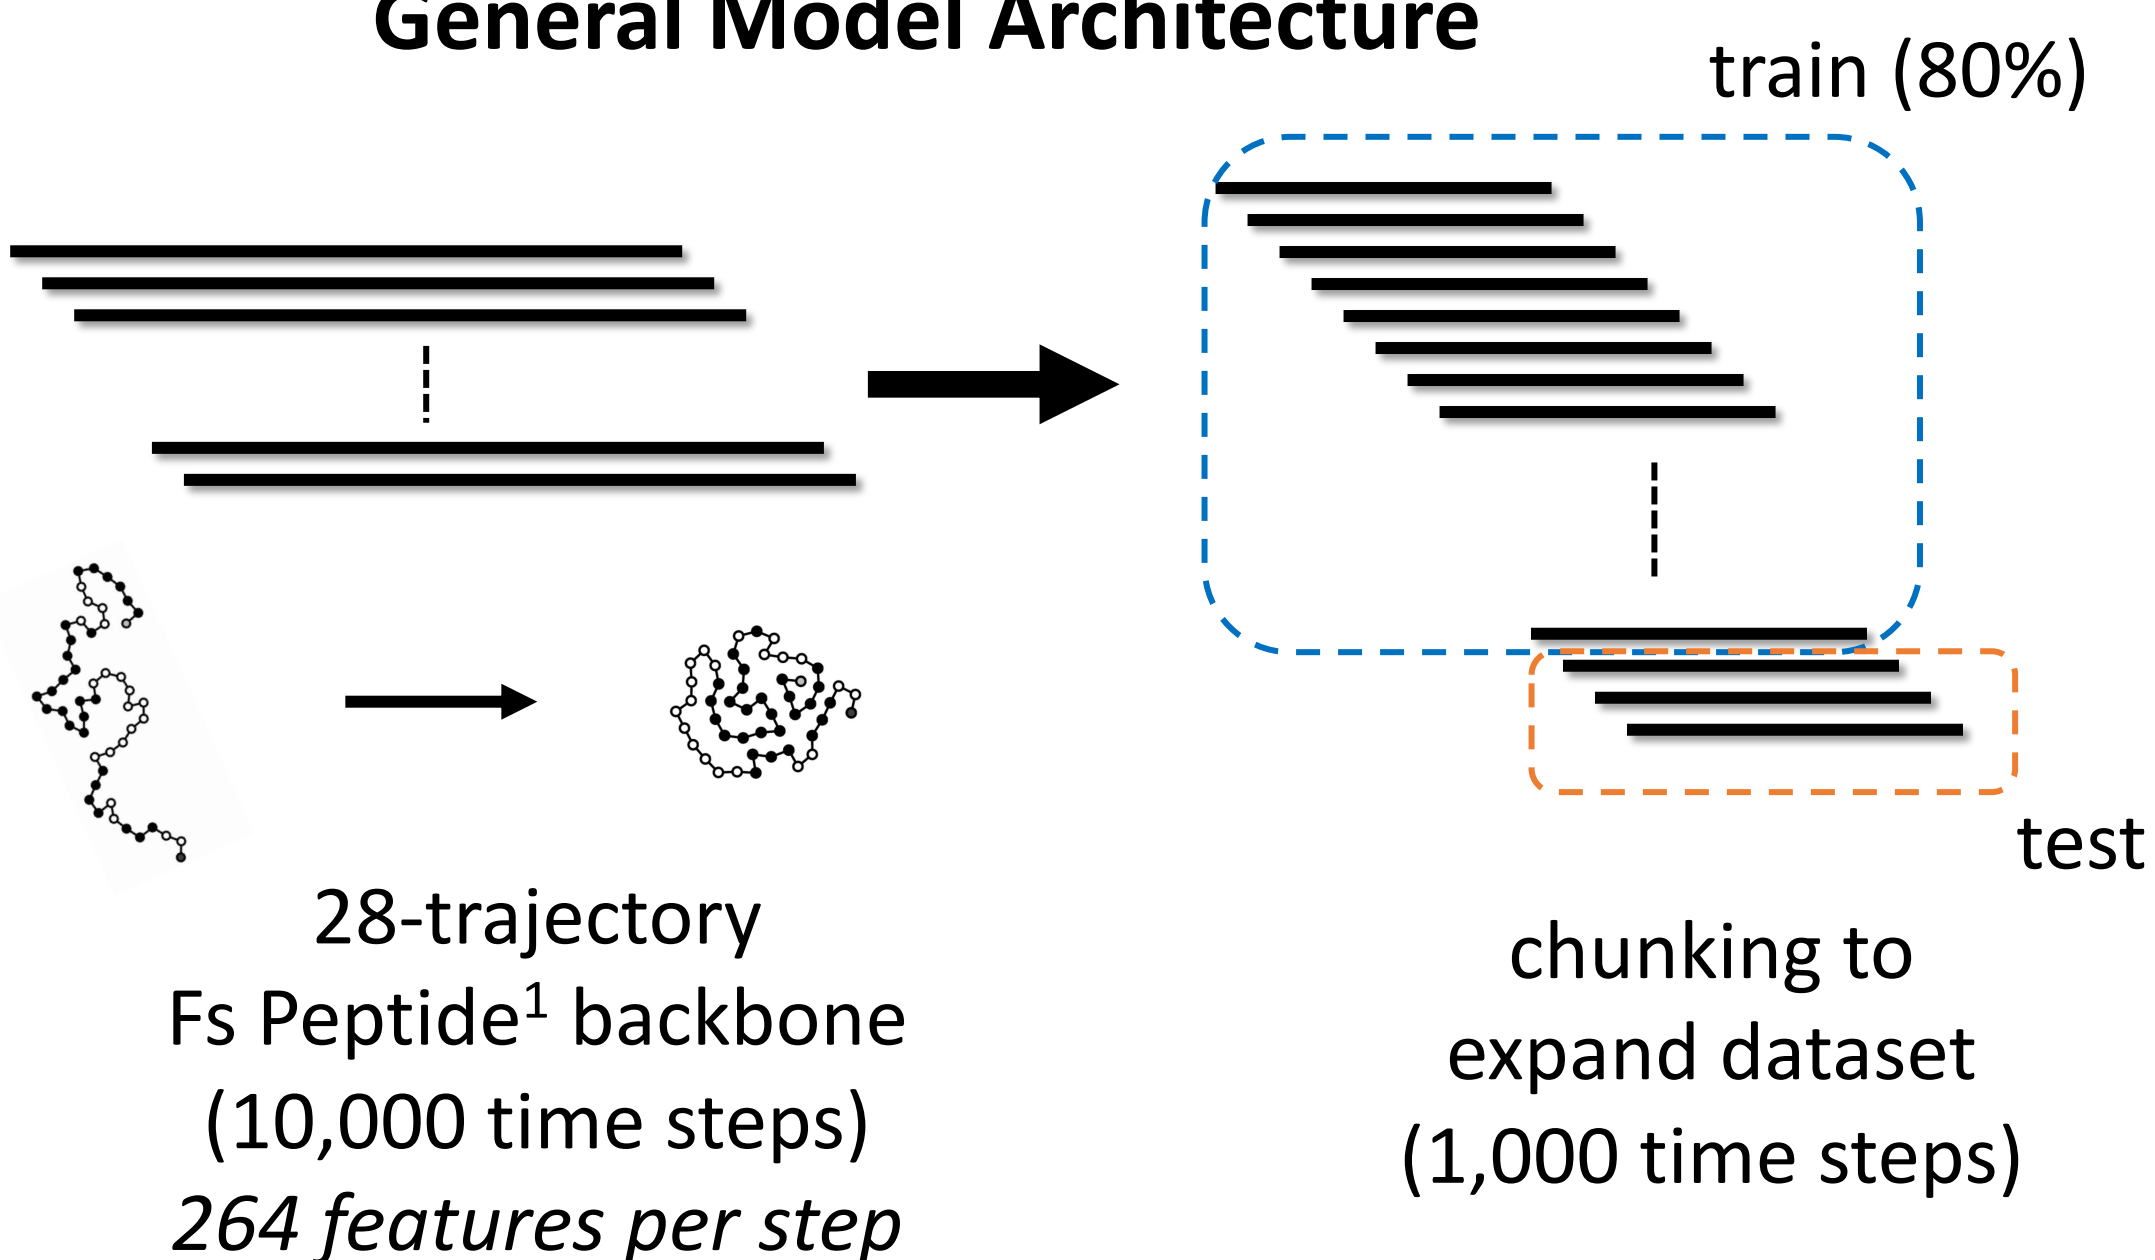 General Model Architecture
train (80%)
test
28-trajectory
Fs Peptide¹ backbone
(10,000 time steps)
264 features per step
chunking to
expand dataset
(1,000 time steps)